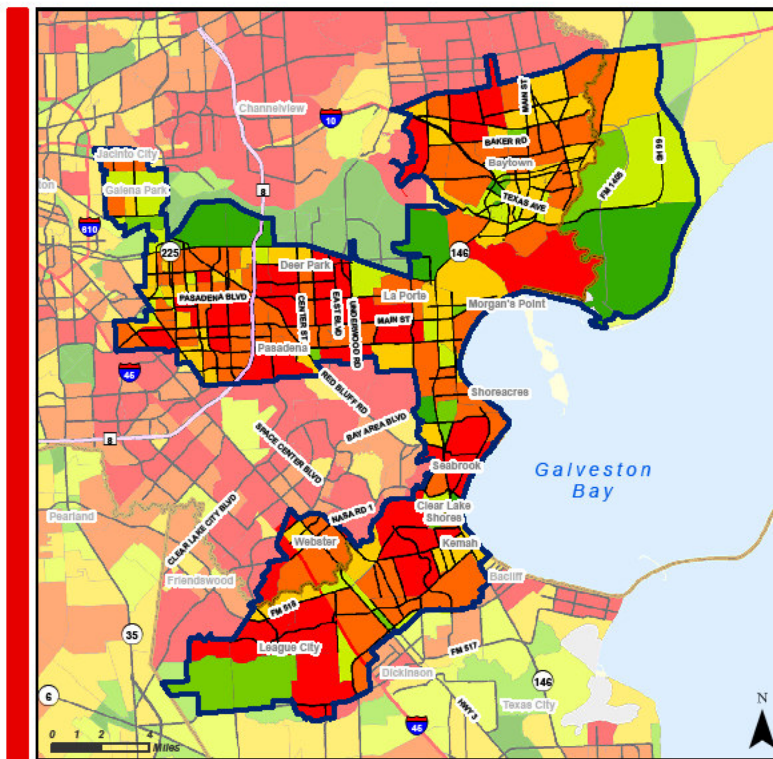 Channelview
10
MAIN ST
BAKER RD
Baytown
Jacinto City
Galena Park
8
TEXAS AVE
FM 1405
SH 99
610
225
146
Deer Park
PASADENA BLVD
La Porte
CENTER ST
EAST BLVD
UNDERWOOD RD
MAIN ST
Morgan's Point
Pasadena
45
RED BLUFF RD
Shoreacres
BAY AREA BLVD
8
SPACE CENTER BLVD
Seabrook
Galveston
Bay
Pearland
CLEAR LAKE CITY BLVD
NASA RD 1
Clear Lake
Shores
Webster
Kemah
Friendswood
Bacliff
FM 518
35
League City
FM 517
Dickinson
146
6
HWY 3
Texas City
45
N
0 1 2 4
Miles